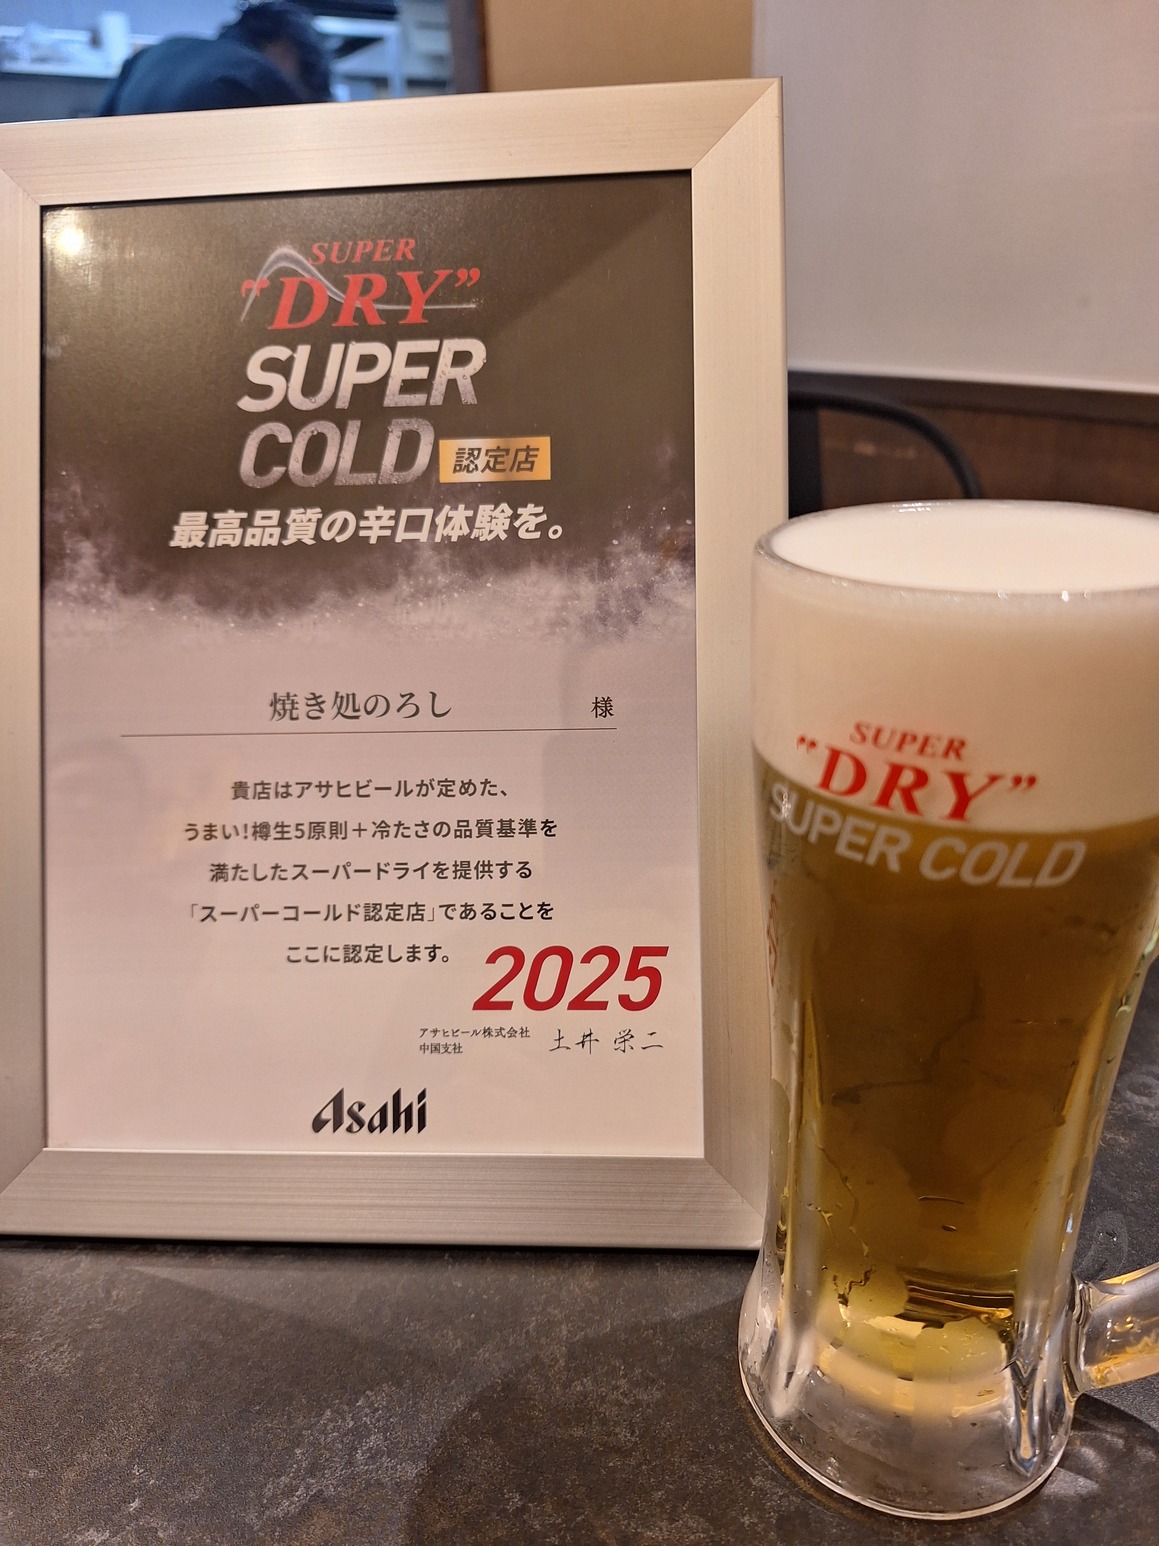 SUPER
"DRY"
SUPER
COLD 認定店
最高品質の辛口体験を。
焼き処のろし 様
貴店はアサヒビールが定めた、
うまい!樽生5原則＋冷たさの品質基準を
満たしたスーパードライを提供する
「スーパーコールド認定店」であることを
ここに認定します。
2025
アサヒビール株式会社
中国支社
土井 栄二
Asahi
SUPER
"DRY"
SUPER COLD